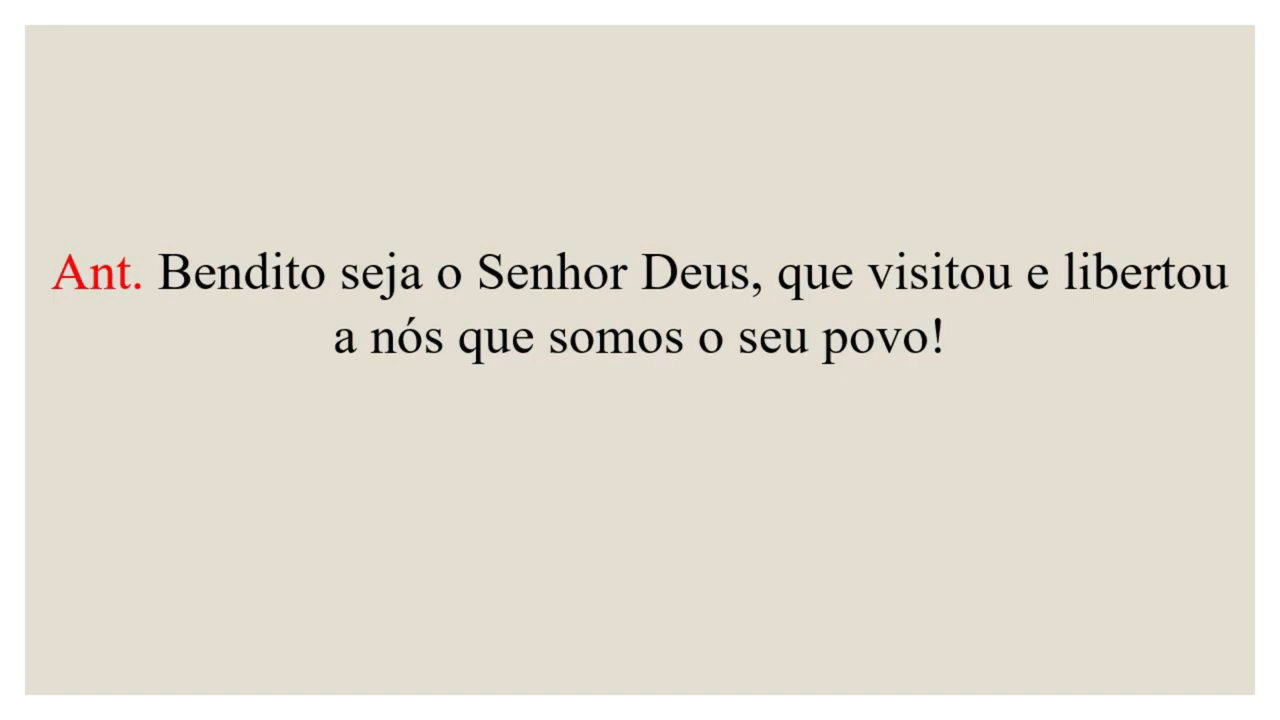 Ant. Bendito seja o Senhor Deus, que visitou e libertou
a nós que somos o seu povo!